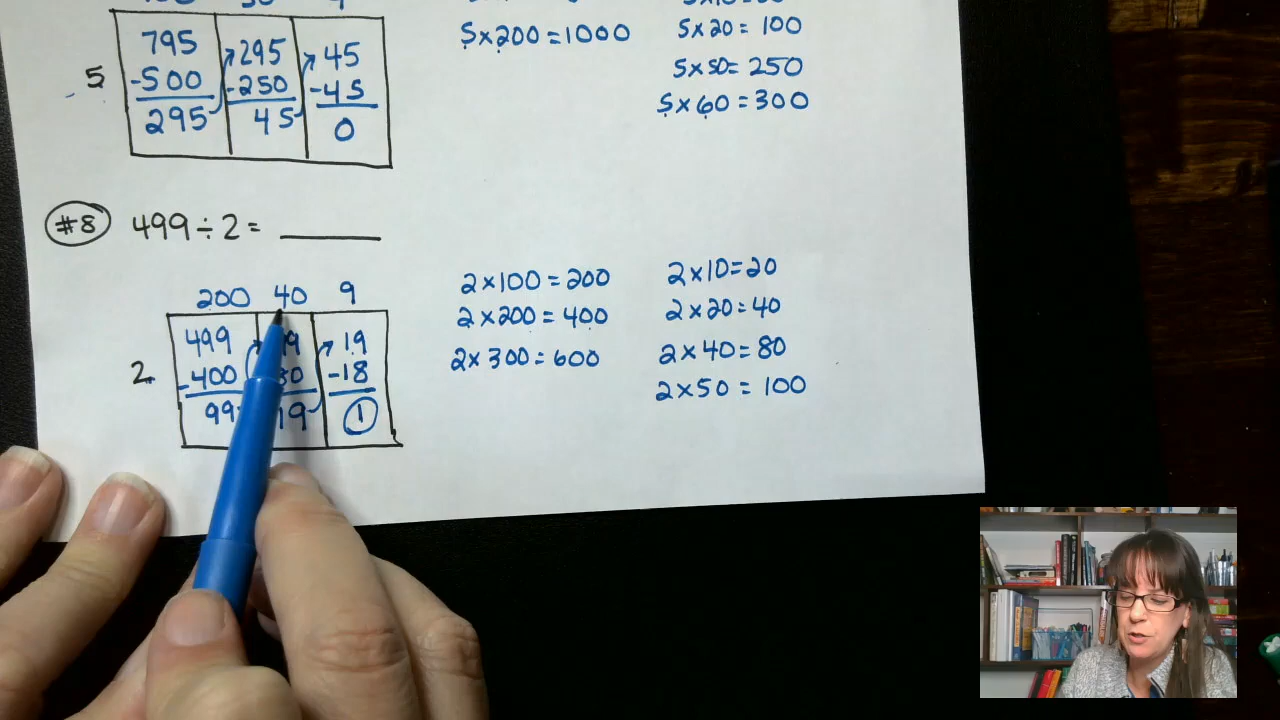 795 295 45
5 -500 -250 -45
295 45 0
5x200=1000
5x20=100
5x50=250
5x60=300
#8 499÷2=
200 40 9
499 19
2 -400 -18
99 19 1
2x100=200
2x200=400
2x300=600
2x10=20
2x20=40
2x40=80
2x50=100